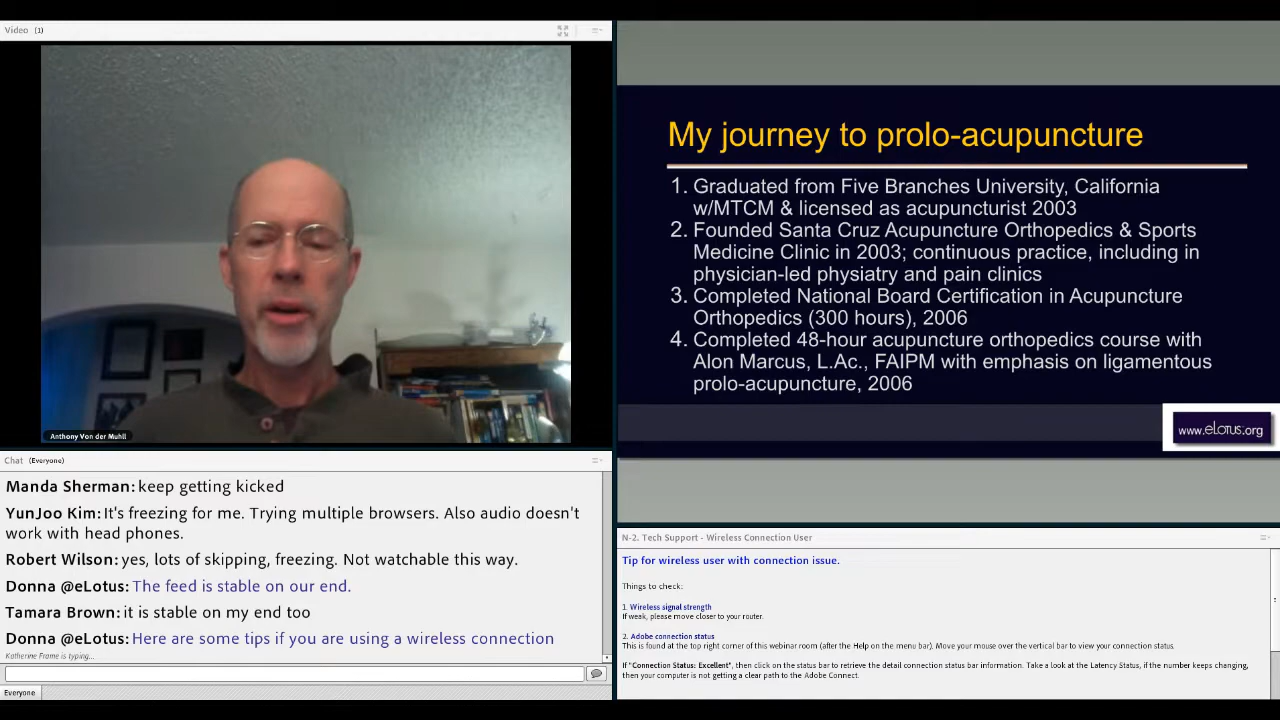 Video (1)
Anthony Von der Muhll
My journey to prolo-acupuncture
1. Graduated from Five Branches University, California
w/MTCM & licensed as acupuncturist 2003
2. Founded Santa Cruz Acupuncture Orthopedics & Sports
Medicine Clinic in 2003; continuous practice, including in
physician-led physiatry and pain clinics
3. Completed National Board Certification in Acupuncture
Orthopedics (300 hours), 2006
4. Completed 48-hour acupuncture orthopedics course with
Alon Marcus, L.Ac., FAIPM with emphasis on ligamentous
prolo-acupuncture, 2006
www.eLotus.org
Chat (Everyone)
Manda Sherman: keep getting kicked
YunJoo Kim: It's freezing for me. Trying multiple browsers. Also audio doesn't
work with head phones.
Robert Wilson: yes, lots of skipping, freezing. Not watchable this way.
Donna @eLotus: The feed is stable on our end.
Tamara Brown: it is stable on my end too
Donna @eLotus: Here are some tips if you are using a wireless connection
Katherine Frame is typing...
Everyone
N-2. Tech Support - Wireless Connection User
Tip for wireless user with connection issue.
Things to check:
1. Wireless signal strength
If weak, please move closer to your router.
2. Adobe connection status
This is found at the top right corner of this webinar room (after the Help on the menu bar). Move your mouse over the vertical bar to view your connection status.
If "Connection Status: Excellent", then click on the status bar to retrieve the detail connection status bar information. Take a look at the Latency Status, if the number keeps changing,
then your computer is not getting a clear path to the Adobe Connect.